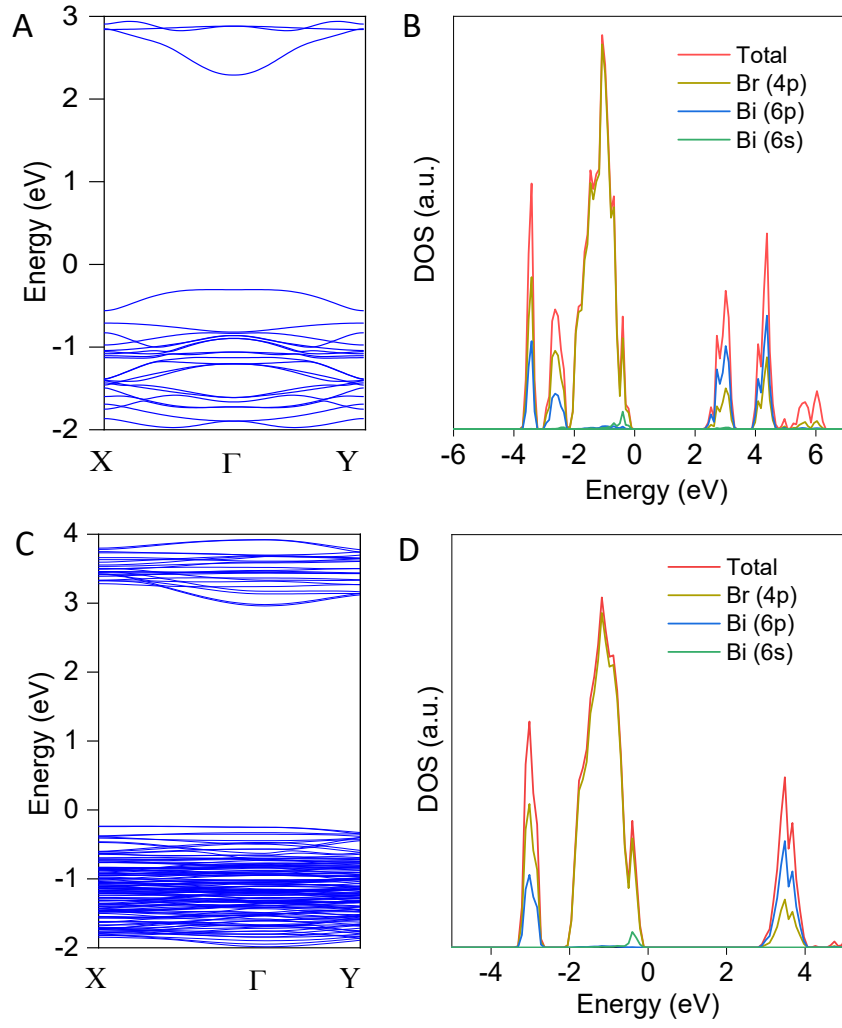 A
3
2
1
0
-1
-2
Energy (eV)
X Γ Y
B
Total
Br (4p)
Bi (6p)
Bi (6s)
DOS (a.u.)
-6 -4 -2 0 2 4 6
Energy (eV)
C
4
3
2
1
0
-1
-2
Energy (eV)
X Γ Y
D
Total
Br (4p)
Bi (6p)
Bi (6s)
DOS (a.u.)
-4 -2 0 2 4
Energy (eV)